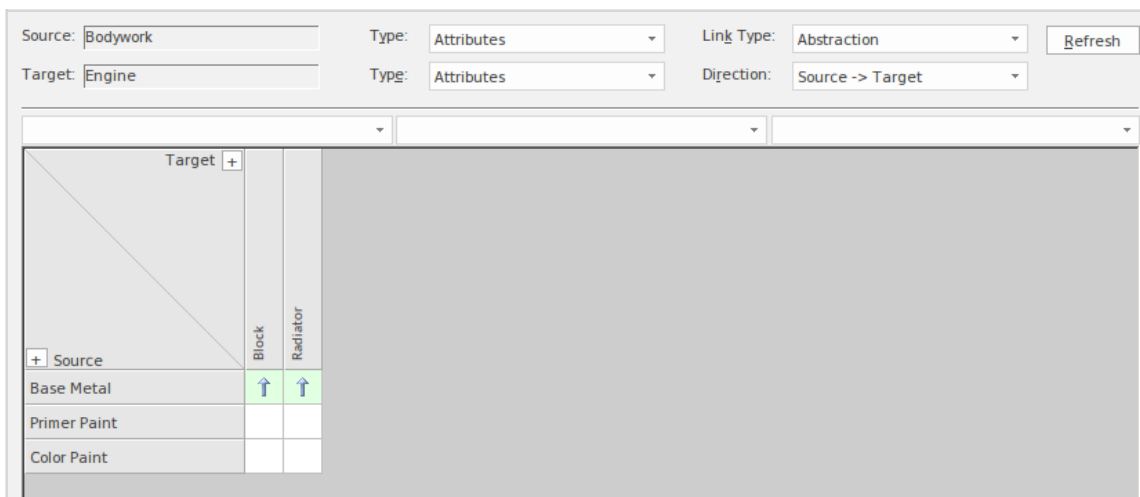 Source: Bodywork Type: Attributes Link Type: Abstraction Refresh
Target: Engine Type: Attributes Direction: Source -> Target
Target +
Block
Radiator
+ Source
Base Metal
Primer Paint
Color Paint